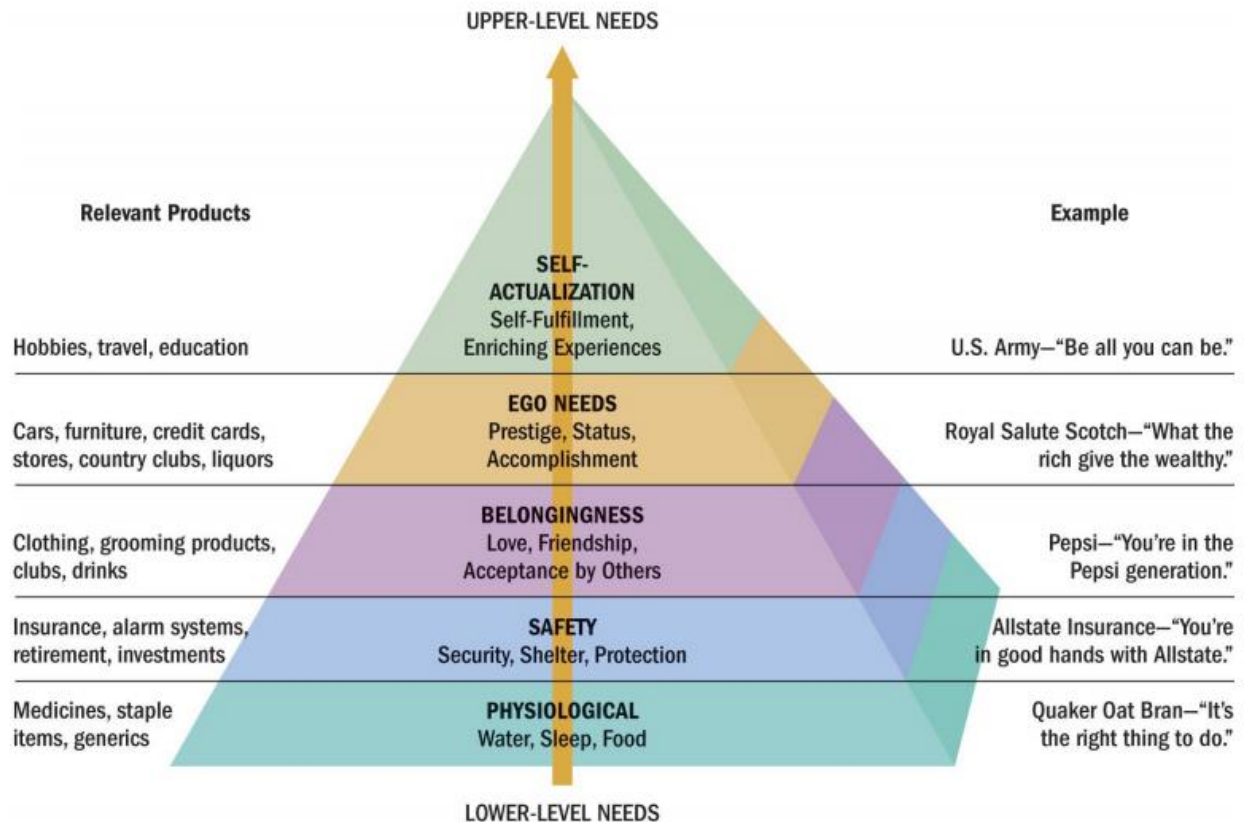 UPPER-LEVEL NEEDS
Relevant Products
Example
SELF-
ACTUALIZATION
Self-Fulfillment,
Enriching Experiences
Hobbies, travel, education
U.S. Army—“Be all you can be.”
EGO NEEDS
Prestige, Status,
Accomplishment
Cars, furniture, credit cards,
stores, country clubs, liquors
Royal Salute Scotch—“What the
rich give the wealthy.”
BELONGINGNESS
Love, Friendship,
Acceptance by Others
Clothing, grooming products,
clubs, drinks
Pepsi—“You’re in the
Pepsi generation.”
SAFETY
Security, Shelter, Protection
Insurance, alarm systems,
retirement, investments
Allstate Insurance—“You’re
in good hands with Allstate.”
PHYSIOLOGICAL
Water, Sleep, Food
Medicines, staple
items, generics
Quaker Oat Bran—“It’s
the right thing to do.”
LOWER-LEVEL NEEDS